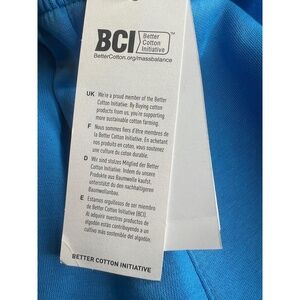 BCI Better
Cotton
Initiative™
BetterCotton.org/massbalance
UK We're a proud member of the Better
Cotton Initiative. By Buying cotton
products from us, you're supporting
more sustainable cotton farming.
F Nous sommes fiers d'être membres de
la Better Cotton Initiative. En achetant
nos produits en coton, vous soutenez
une culture du coton durable.
D Wir sind stolzes Mitglied der Better
Cotton Initiative. Indem du unsere
Produkte aus Baumwolle kaufst,
unterstützt du den nachhaltigeren
Baumwollanbau.
E Estamos orgullosos de ser miembro
de Better Cotton Initiative (BCI).
Al adquirir nuestros productos de
algodón estás contribuyendo a un
cultivo más sostenible del algodón.
BETTER COTTON INITIATIVE